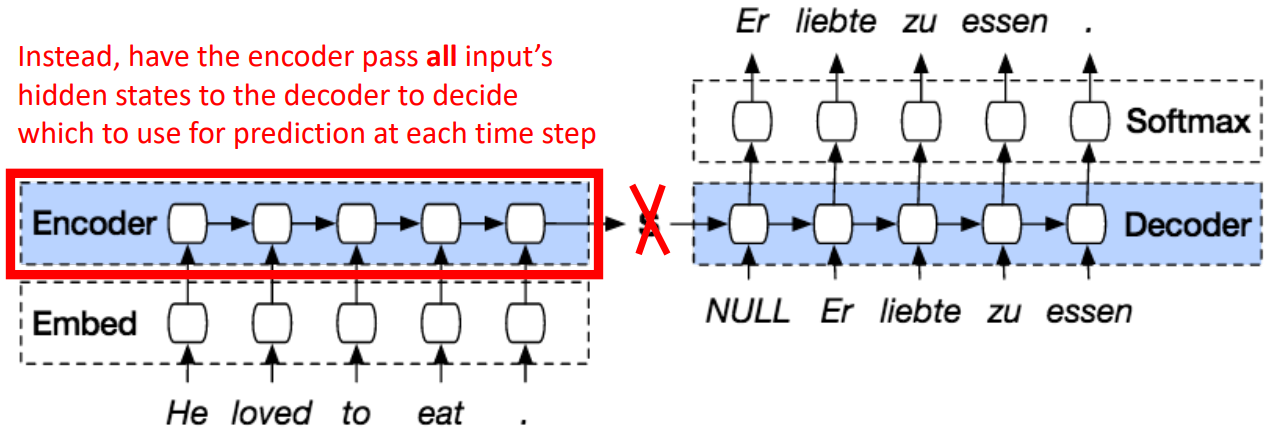 Instead, have the encoder pass all input's
hidden states to the decoder to decide
which to use for prediction at each time step
Encoder
Embed
He loved to eat .
S
Er liebte zu essen .
Softmax
Decoder
NULL Er liebte zu essen